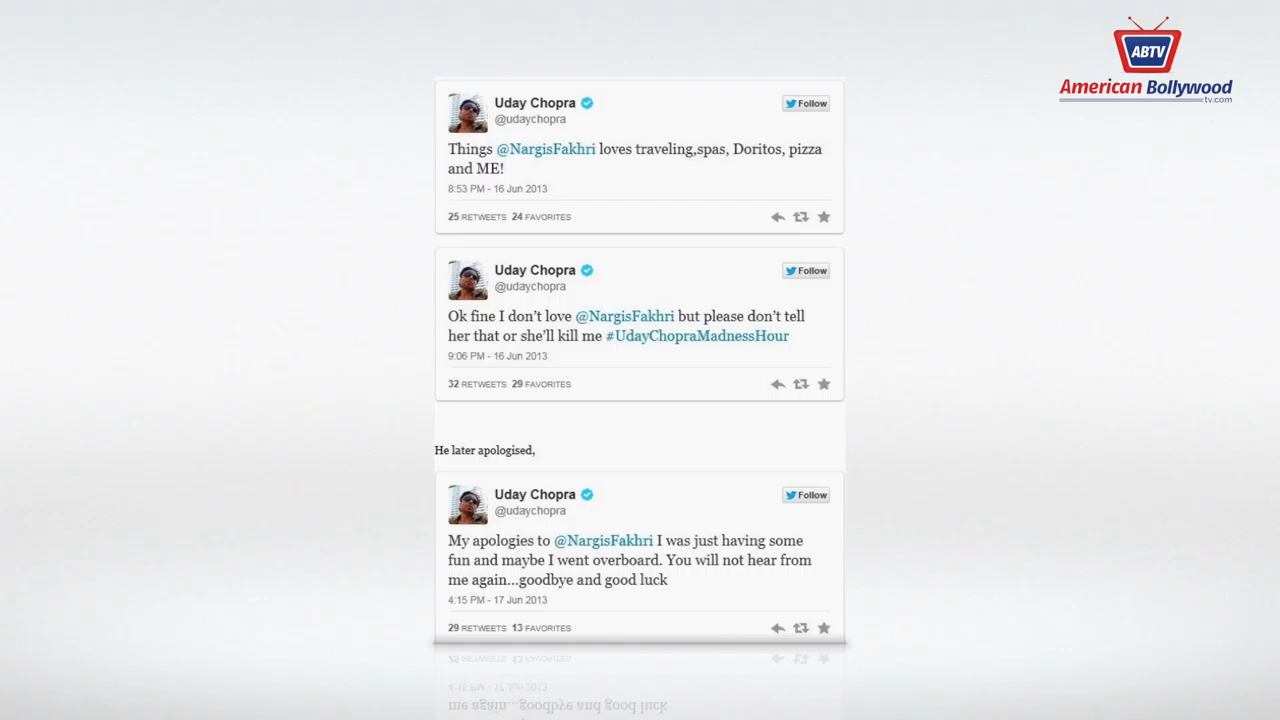 ABTV
American Bollywood
tv.com
Uday Chopra
Follow
@udaychopra
Things @NargisFakhri loves traveling,spas, Doritos, pizza
and ME!
8:53 PM - 16 Jun 2013
25 RETWEETS 24 FAVORITES
Uday Chopra
Follow
@udaychopra
Ok fine I don't love @NargisFakhri but please don't tell
her that or she'll kill me #UdayChopraMadnessHour
9:06 PM - 16 Jun 2013
32 RETWEETS 29 FAVORITES
He later apologised,
Uday Chopra
Follow
@udaychopra
My apologies to @NargisFakhri I was just having some
fun and maybe I went overboard. You will not hear from
me again...goodbye and good luck
4:15 PM - 17 Jun 2013
29 RETWEETS 13 FAVORITES